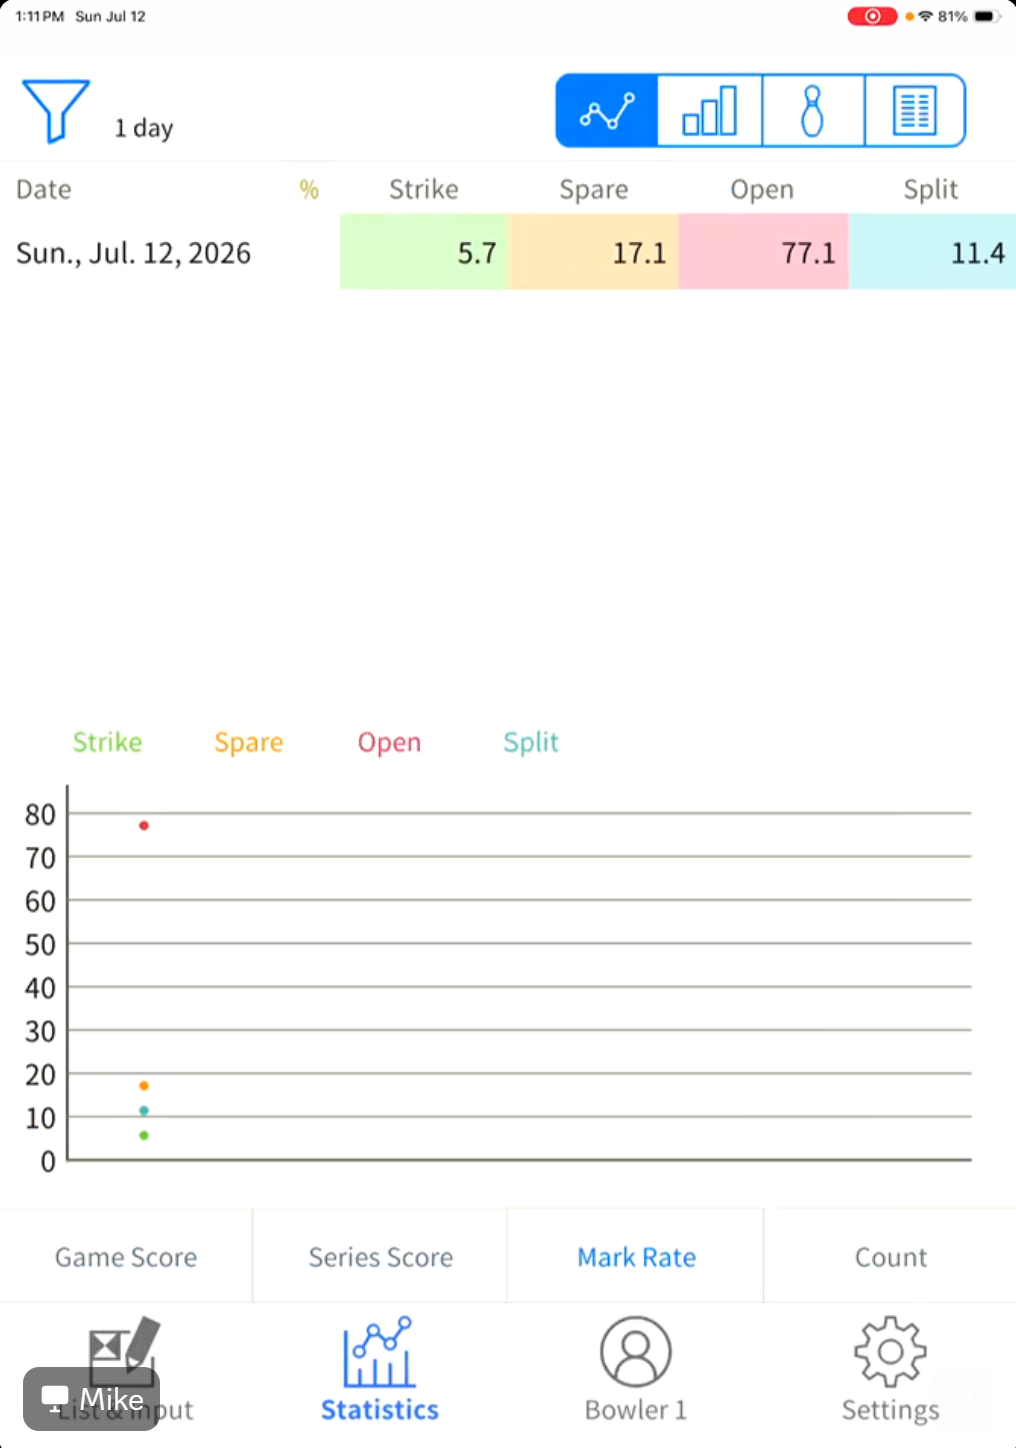 1:11 PM Sun Jul 12
81%
1 day
Date % Strike Spare Open Split
Sun., Jul. 12, 2026 5.7 17.1 77.1 11.4
Strike Spare Open Split
80
70
60
50
40
30
20
10
0
Game Score Series Score Mark Rate Count
List & Input Statistics Bowler 1 Settings
Mike